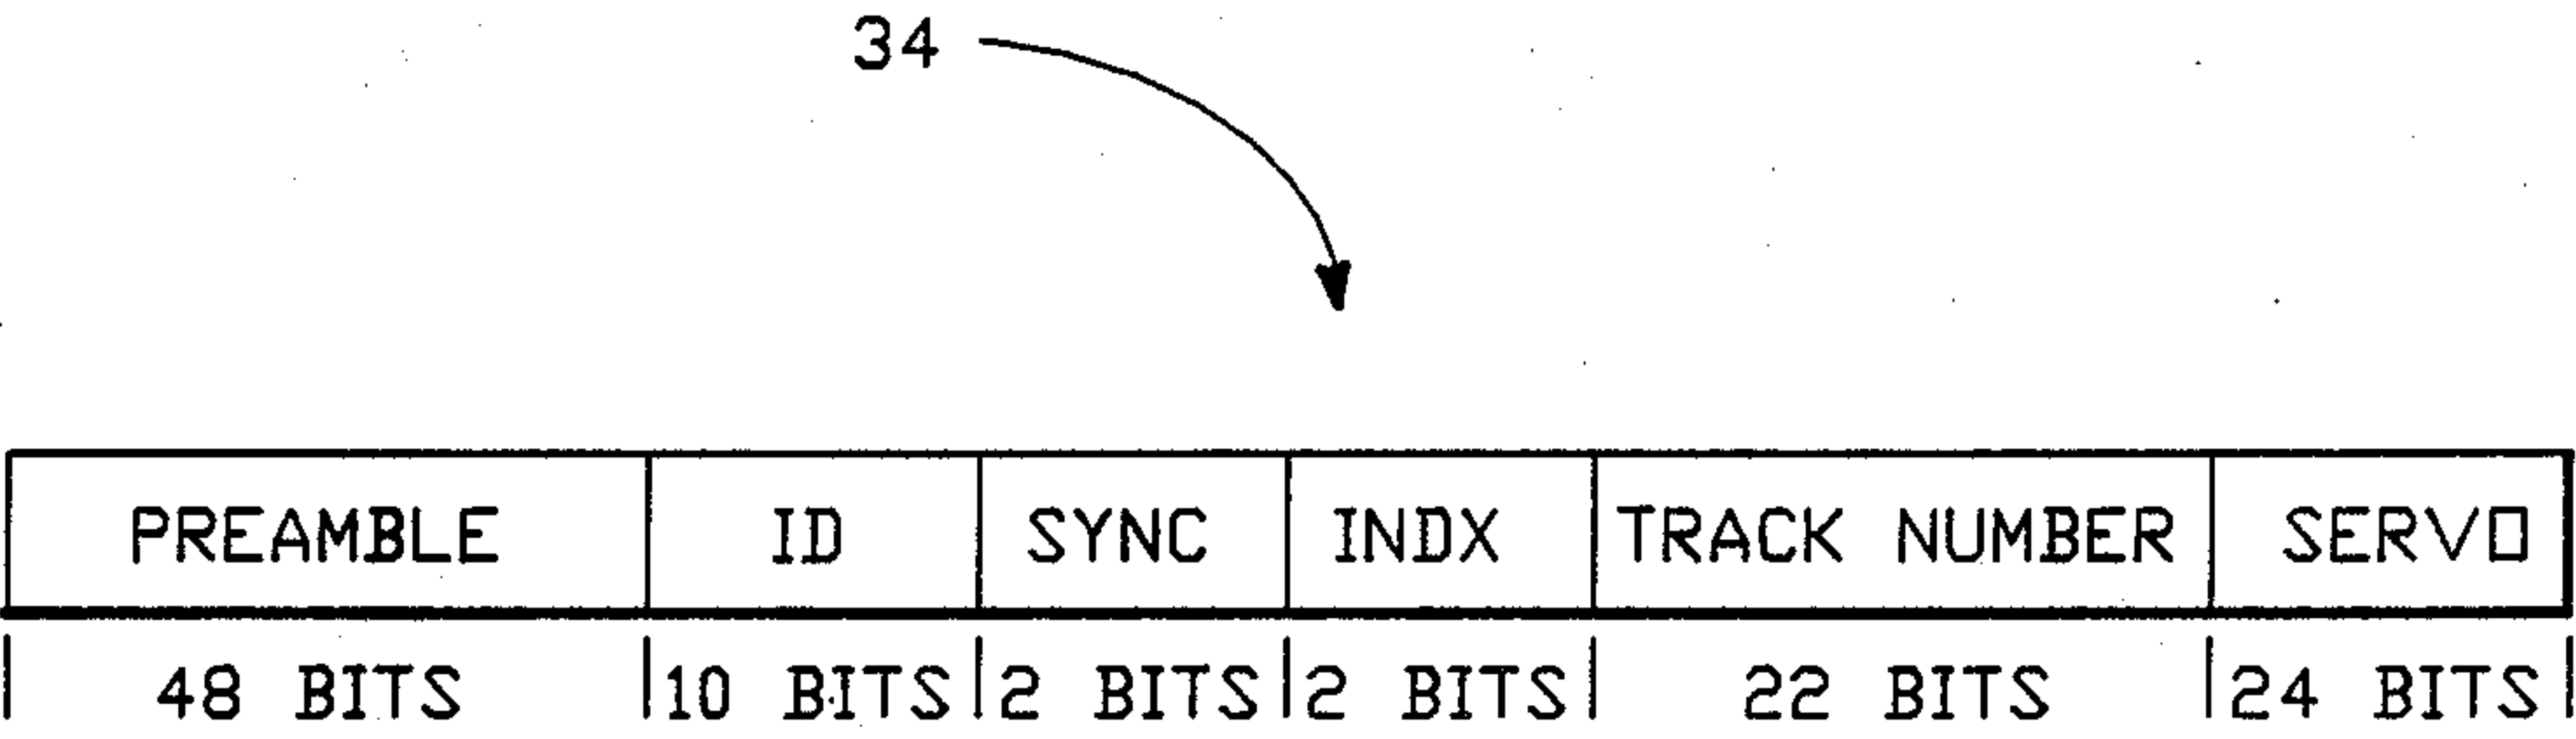 34
PREAMBLE ID SYNC INDX TRACK NUMBER SERVO
48 BITS 10 BITS 2 BITS 2 BITS 22 BITS 24 BITS